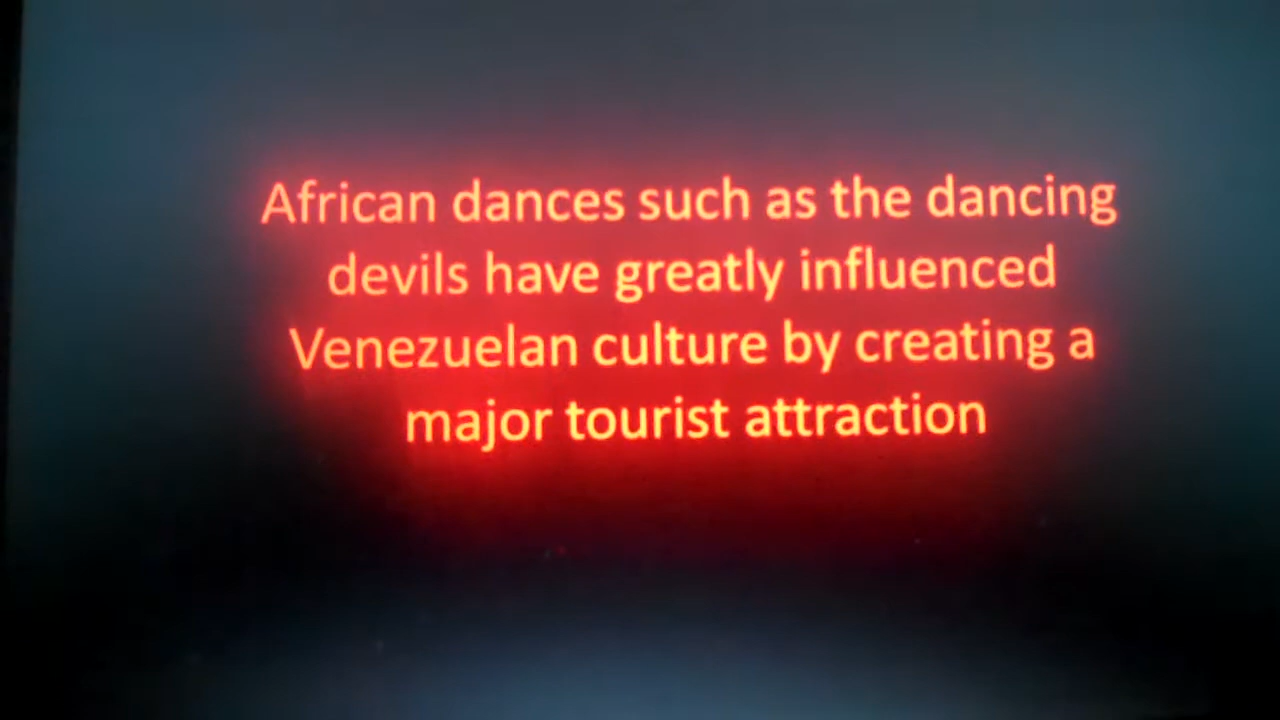 African dances such as the dancing
devils have greatly influenced
Venezuelan culture by creating a
major tourist attraction